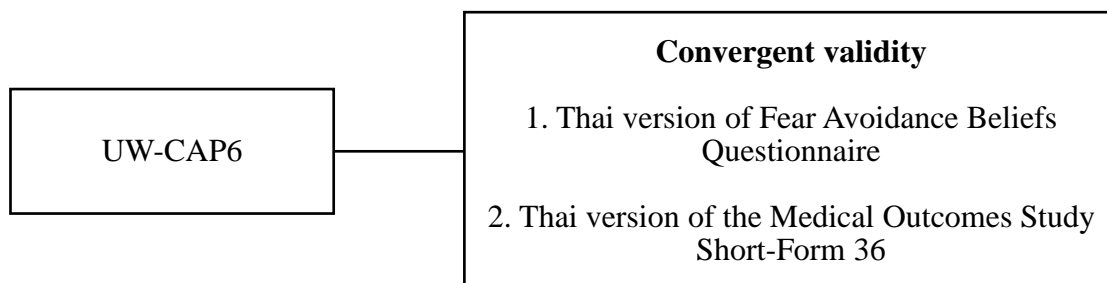 UW-CAP6
Convergent validity
1. Thai version of Fear Avoidance Beliefs
Questionnaire
2. Thai version of the Medical Outcomes Study
Short-Form 36